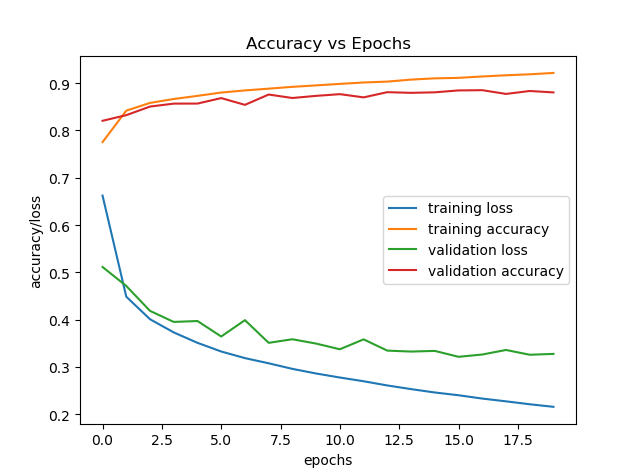 Accuracy vs Epochs
accuracy/loss
0.9
0.8
0.7
0.6
0.5
0.4
0.3
0.2
training loss
training accuracy
validation loss
validation accuracy
0.0 2.5 5.0 7.5 10.0 12.5 15.0 17.5
epochs